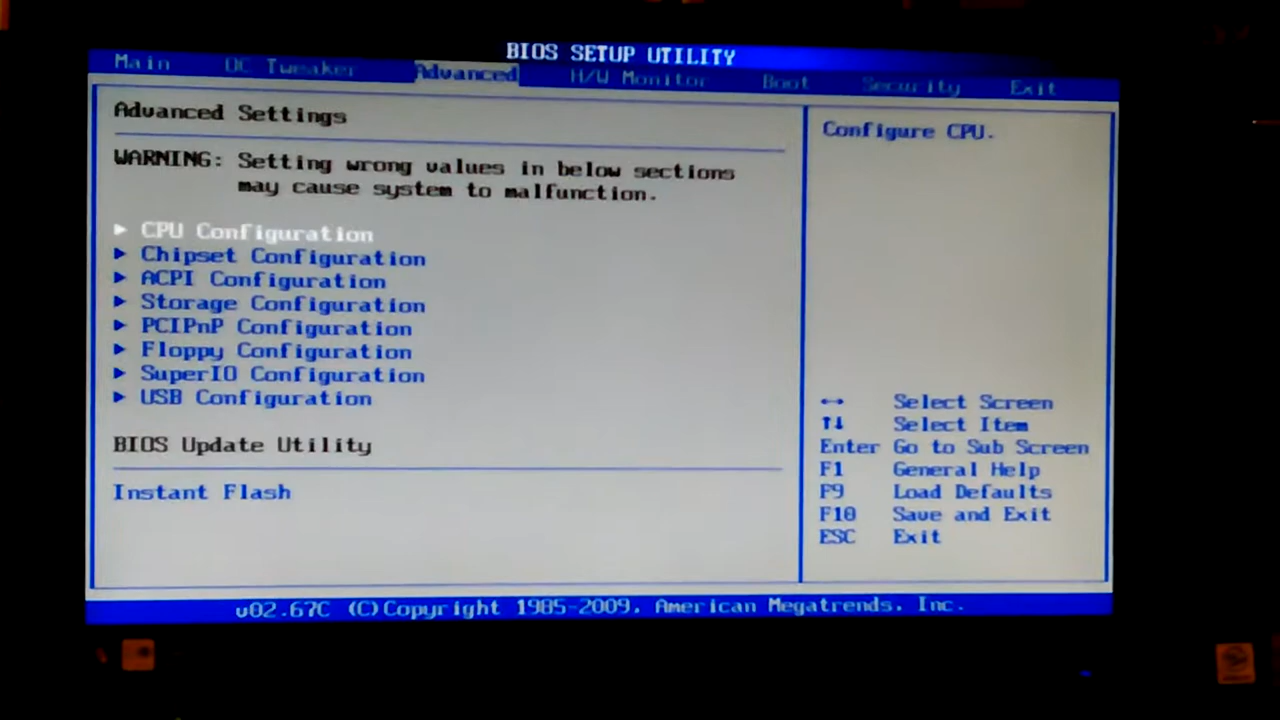 BIOS SETUP UTILITY
Main OC Tweaker Advanced H/W Monitor Boot Security Exit
Advanced Settings
WARNING: Setting wrong values in below sections
may cause system to malfunction.
▶ CPU Configuration
▶ Chipset Configuration
▶ ACPI Configuration
▶ Storage Configuration
▶ PCIPnP Configuration
▶ Floppy Configuration
▶ SuperIO Configuration
▶ USB Configuration
BIOS Update Utility
Instant Flash
Configure CPU.
↔ Select Screen
↑↓ Select Item
Enter Go to Sub Screen
F1 General Help
F9 Load Defaults
F10 Save and Exit
ESC Exit
v02.67C (C)Copyright 1985-2009, American Megatrends, Inc.